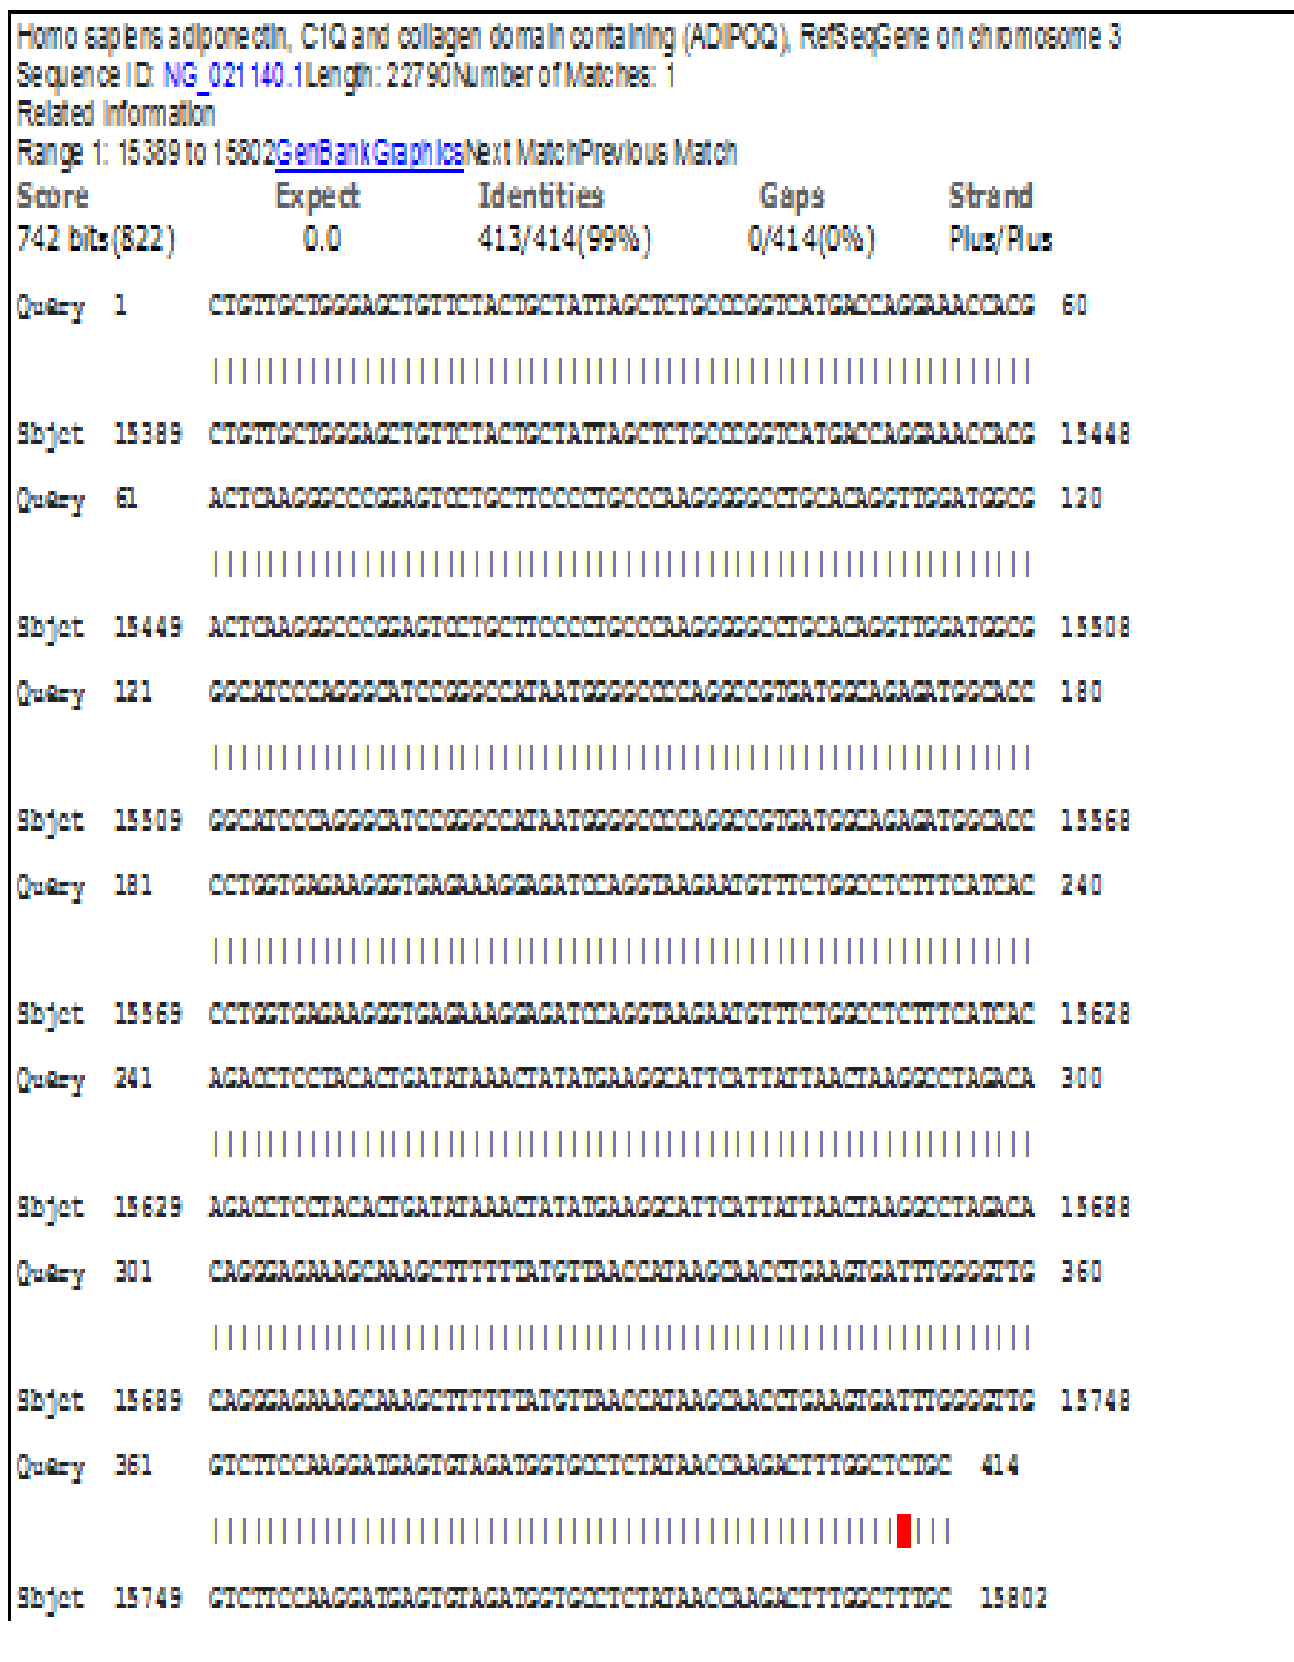 Homo sapiens adiponectin, C1Q and collagen domain containing (ADIPOQ), RefSeqGene on chromosome 3
Sequence ID: NG_021140.1Length: 22790Number of Matches: 1
Related Information
Range 1: 15389 to 15802GenBankGraphicsNext MatchPrevious Match
Score Expect Identities Gaps Strand
742 bits(822) 0.0 413/414(99%) 0/414(0%) Plus/Plus
Query 1 CTGTTGCTGGGAGCTGTTCTACTGCTATTAGCTCTGCCCGGTCATGACCAGGAAACCACG 60
Sbjct 15389 CTGTTGCTGGGAGCTGTTCTACTGCTATTAGCTCTGCCCGGTCATGACCAGGAAACCACG 15448
Query 61 ACTCAAGGGCCCGGAGTCCTGCTTCCCCTGCCCAAGGGGGCCTGCACAGGTTGGATGGCG 120
Sbjct 15449 ACTCAAGGGCCCGGAGTCCTGCTTCCCCTGCCCAAGGGGGCCTGCACAGGTTGGATGGCG 15508
Query 121 GGCATCCCAGGGCATCCGGGCCATAATGGGGCCCCAGGCCGTGATGGCAGAGATGGCACC 180
Sbjct 15509 GGCATCCCAGGGCATCCGGGCCATAATGGGGCCCCAGGCCGTGATGGCAGAGATGGCACC 15568
Query 181 CCTGGTGAGAAGGGTGAGAAAGGAGATCCAGGTAAGAATGTTTCTGGCCTCTTTCATCAC 240
Sbjct 15569 CCTGGTGAGAAGGGTGAGAAAGGAGATCCAGGTAAGAATGTTTCTGGCCTCTTTCATCAC 15628
Query 241 AGACCTCCTACACTGATATAAACTATATGAAGGCATTCATTATTAACTAAGGCCTAGACA 300
Sbjct 15629 AGACCTCCTACACTGATATAAACTATATGAAGGCATTCATTATTAACTAAGGCCTAGACA 15688
Query 301 CAGGGAGAAAGCAAAGCTTTTTTATGTTAACCATAAGCAACCTGAAGTGATTTGGGGTTG 360
Sbjct 15689 CAGGGAGAAAGCAAAGCTTTTTTATGTTAACCATAAGCAACCTGAAGTGATTTGGGGTTG 15748
Query 361 GTCTTCCAAGGATGAGTGTAGATGGTGCCTCTATAACCAAGACTTTGGCTCTGC 414
Sbjct 15749 GTCTTCCAAGGATGAGTGTAGATGGTGCCTCTATAACCAAGACTTTGGCTTTGC 15802